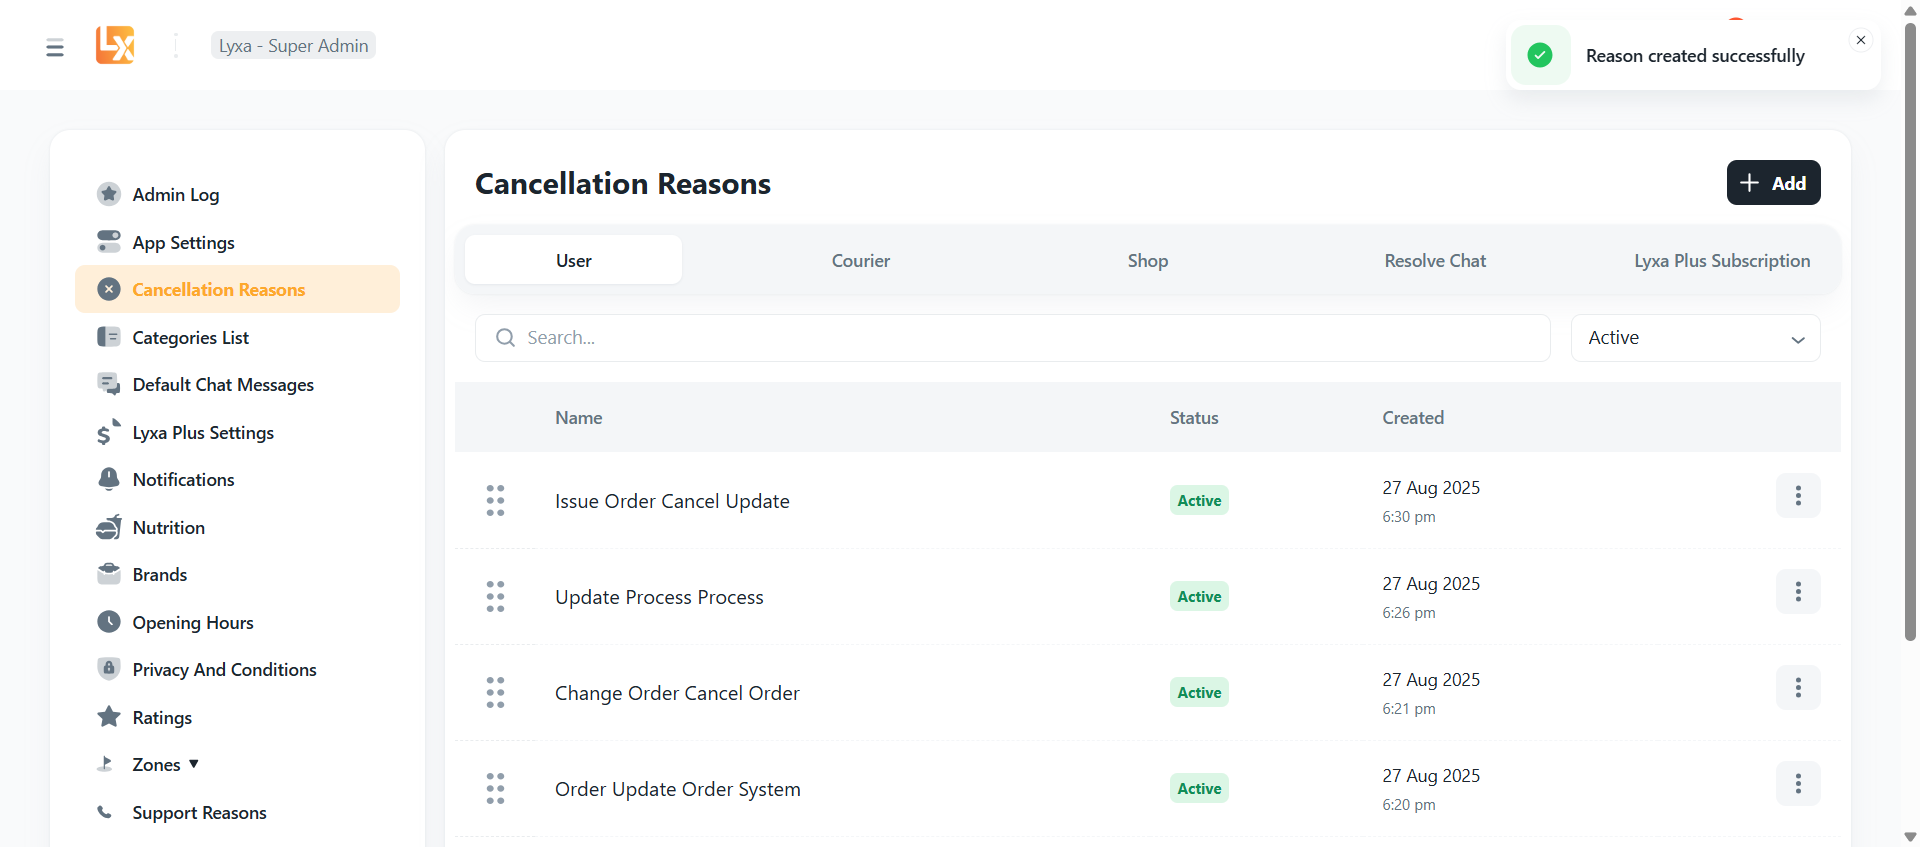 Lx
Lyxa - Super Admin
Reason created successfully
Admin Log
App Settings
Cancellation Reasons
Categories List
Default Chat Messages
Lyxa Plus Settings
Notifications
Nutrition
Brands
Opening Hours
Privacy And Conditions
Ratings
Zones
Support Reasons
Cancellation Reasons
Add
User Courier Shop Resolve Chat Lyxa Plus Subscription
Search...
Active
Name Status Created
Issue Order Cancel Update Active 27 Aug 2025
6:30 pm
Update Process Process Active 27 Aug 2025
6:26 pm
Change Order Cancel Order Active 27 Aug 2025
6:21 pm
Order Update Order System Active 27 Aug 2025
6:20 pm